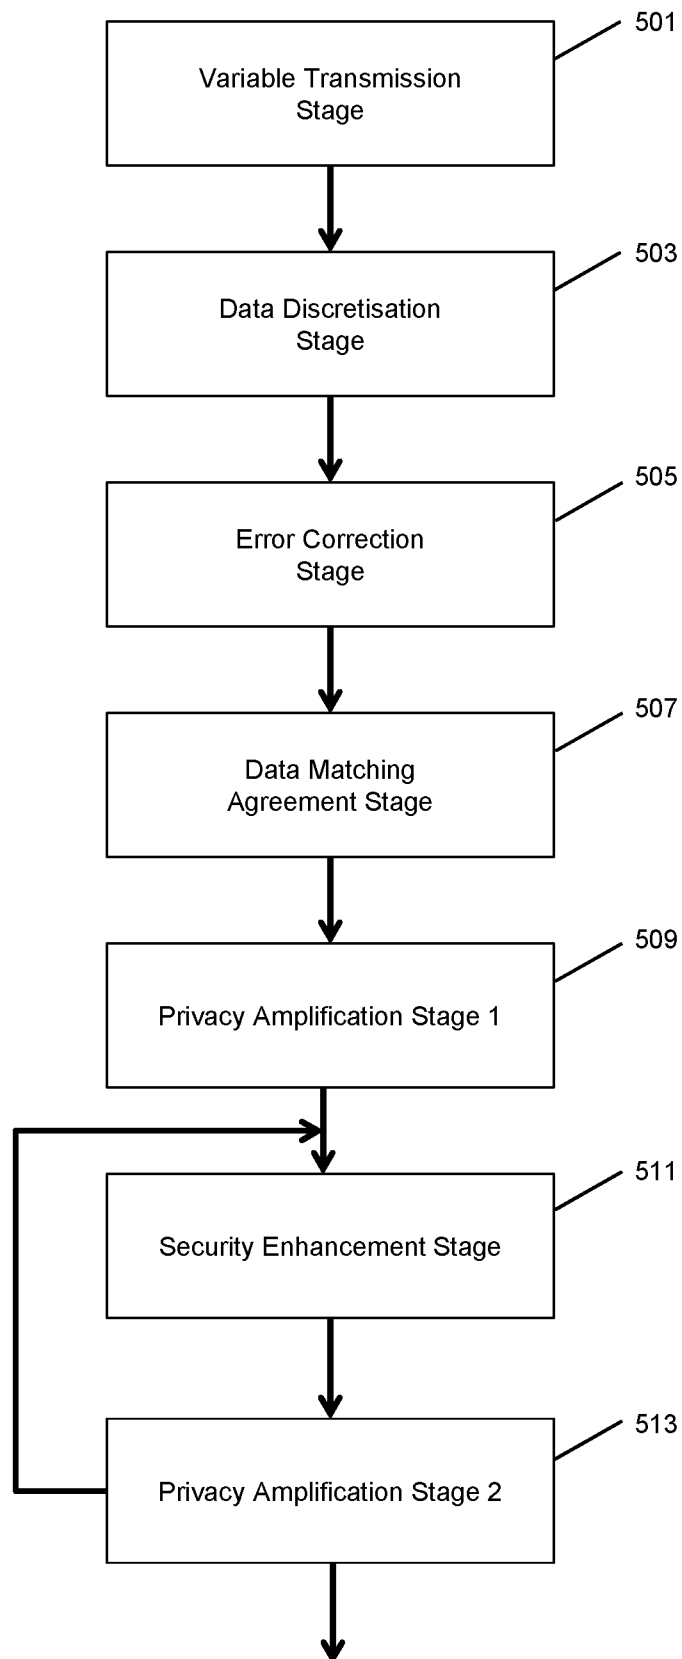 501
Variable Transmission
Stage
503
Data Discretisation
Stage
505
Error Correction
Stage
507
Data Matching
Agreement Stage
509
Privacy Amplification Stage 1
511
Security Enhancement Stage
513
Privacy Amplification Stage 2